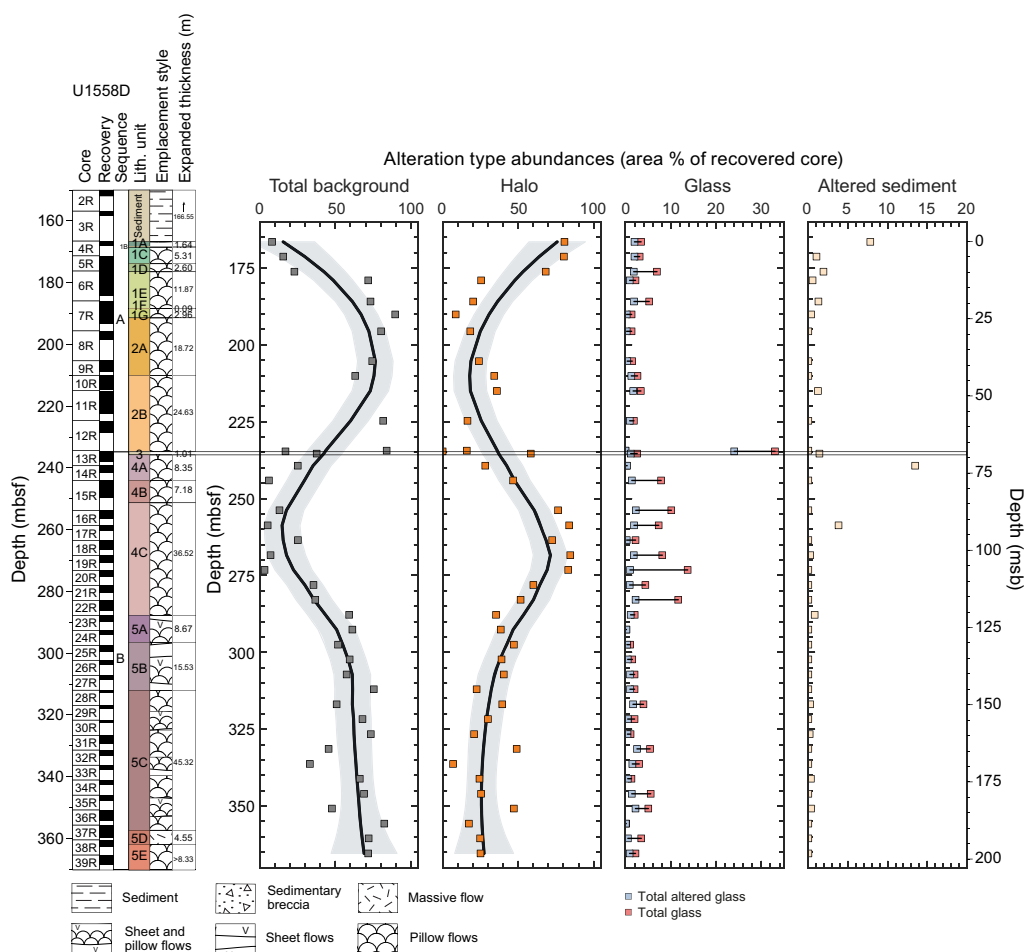 U1558D
Core
Recovery
Sequence
Lith. unit
Emplacement style
Expanded thickness (m)
Alteration type abundances (area % of recovered core)
Total background
Halo
Glass
Altered sediment
0 50 100
0 50 100
0 10 20 30
0 5 10 15 20
Depth (mbsf)
160
180
200
220
240
260
280
300
320
340
360
2R
3R
4R
5R
6R
7R
8R
9R
10R
11R
12R
13R
14R
15R
16R
17R
18R
19R
20R
21R
22R
23R
24R
25R
26R
27R
28R
29R
30R
31R
32R
33R
34R
35R
36R
37R
38R
39R
1B
A
B
Sediment
1A
1C
1D
1E
1F
1G
2A
2B
3
4A
4B
4C
5A
5B
5C
5D
5E
166.55
1.64
5.31
2.60
11.87
0.09
2.96
18.72
24.63
1.01
8.35
7.18
36.52
8.67
15.53
45.32
4.55
>8.33
Depth (mbsf)
175
200
225
250
275
300
325
350
Depth (msb)
0
25
50
75
100
125
150
175
200
Sediment
Sedimentary
breccia
Massive flow
Sheet and
pillow flows
V
Sheet flows
Pillow flows
Total altered glass
Total glass